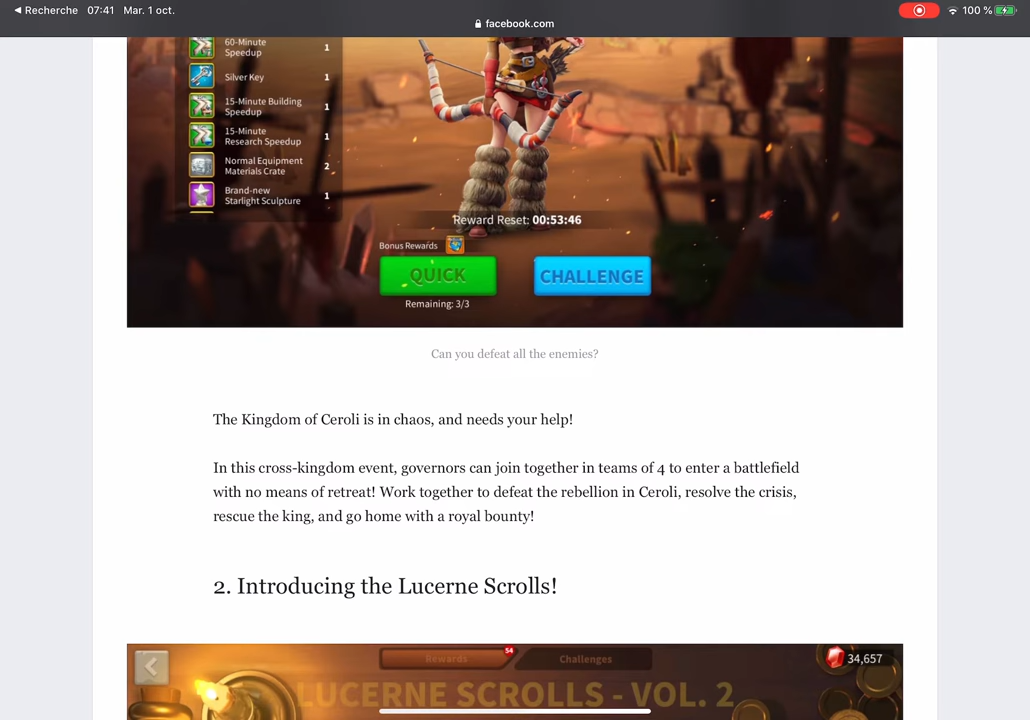 Recherche 07:41 Mar. 1 oct. 100 %
facebook.com
60-Minute
Speedup 1
Silver Key 1
15-Minute Building
Speedup 1
15-Minute
Research Speedup 1
Normal Equipment
Materials Crate 2
Brand-new
Starlight Sculpture 1
Reward Reset: 00:53:46
Bonus Rewards
QUICK
CHALLENGE
Remaining: 3/3
Can you defeat all the enemies?
The Kingdom of Ceroli is in chaos, and needs your help!
In this cross-kingdom event, governors can join together in teams of 4 to enter a battlefield
with no means of retreat! Work together to defeat the rebellion in Ceroli, resolve the crisis,
rescue the king, and go home with a royal bounty!
2. Introducing the Lucerne Scrolls!
Rewards 54 Challenges 34,657
LUCERNE SCROLLS - VOL. 2